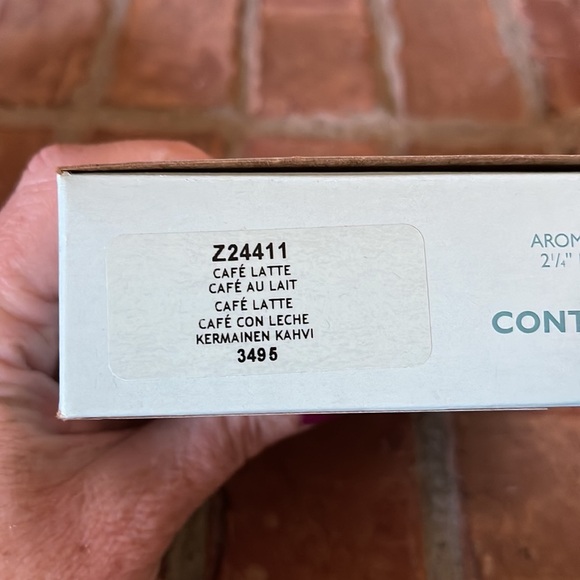 Z24411
CAFÉ LATTE
CAFÉ AU LAIT
CAFÉ LATTE
CAFÉ CON LECHE
KERMAINEN KAHVI
3495
AROM
2¼"
CONT